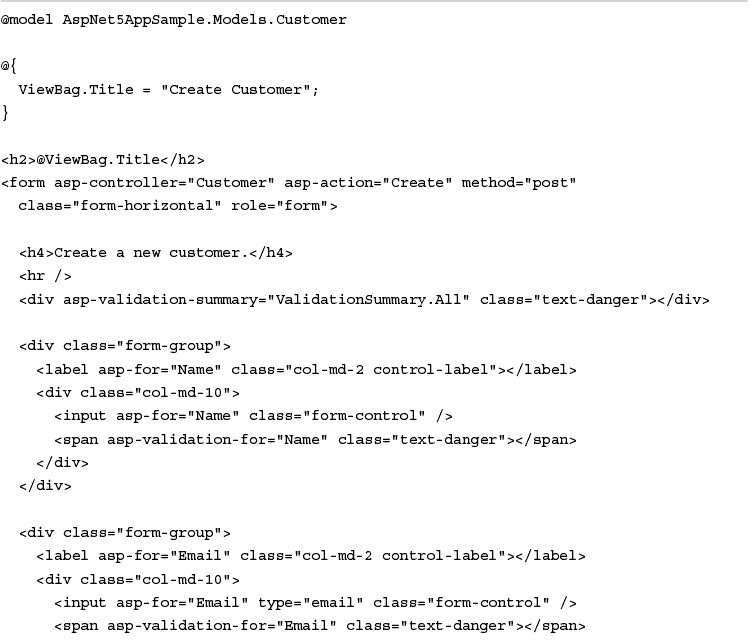 @model AspNet5AppSample.Models.Customer
@{
  ViewBag.Title = "Create Customer";
}
<h2>@ViewBag.Title</h2>
<form asp-controller="Customer" asp-action="Create" method="post"
  class="form-horizontal" role="form">
  <h4>Create a new customer.</h4>
  <hr />
  <div asp-validation-summary="ValidationSummary.All" class="text-danger"></div>
  <div class="form-group">
    <label asp-for="Name" class="col-md-2 control-label"></label>
    <div class="col-md-10">
      <input asp-for="Name" class="form-control" />
      <span asp-validation-for="Name" class="text-danger"></span>
    </div>
  </div>
  <div class="form-group">
    <label asp-for="Email" class="col-md-2 control-label"></label>
    <div class="col-md-10">
      <input asp-for="Email" type="email" class="form-control" />
      <span asp-validation-for="Email" class="text-danger"></span>